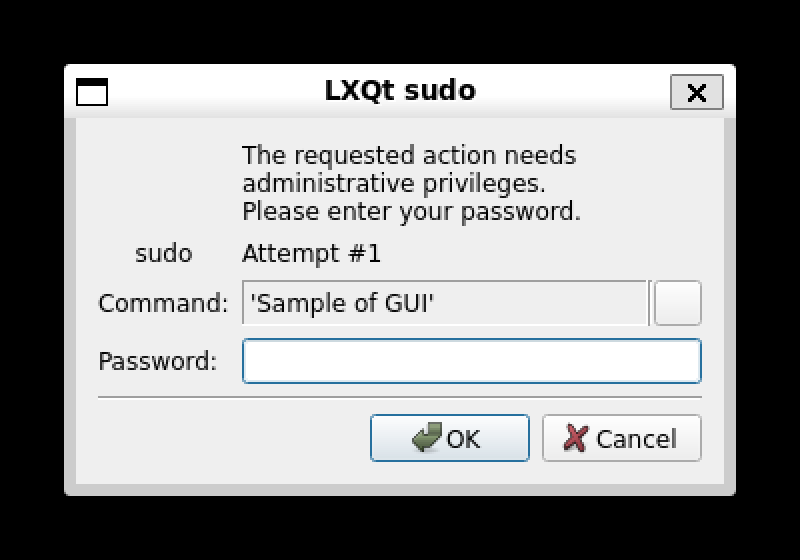 LXQt sudo
The requested action needs
administrative privileges.
Please enter your password.
sudo Attempt #1
Command: 'Sample of GUI'
Password:
OK Cancel